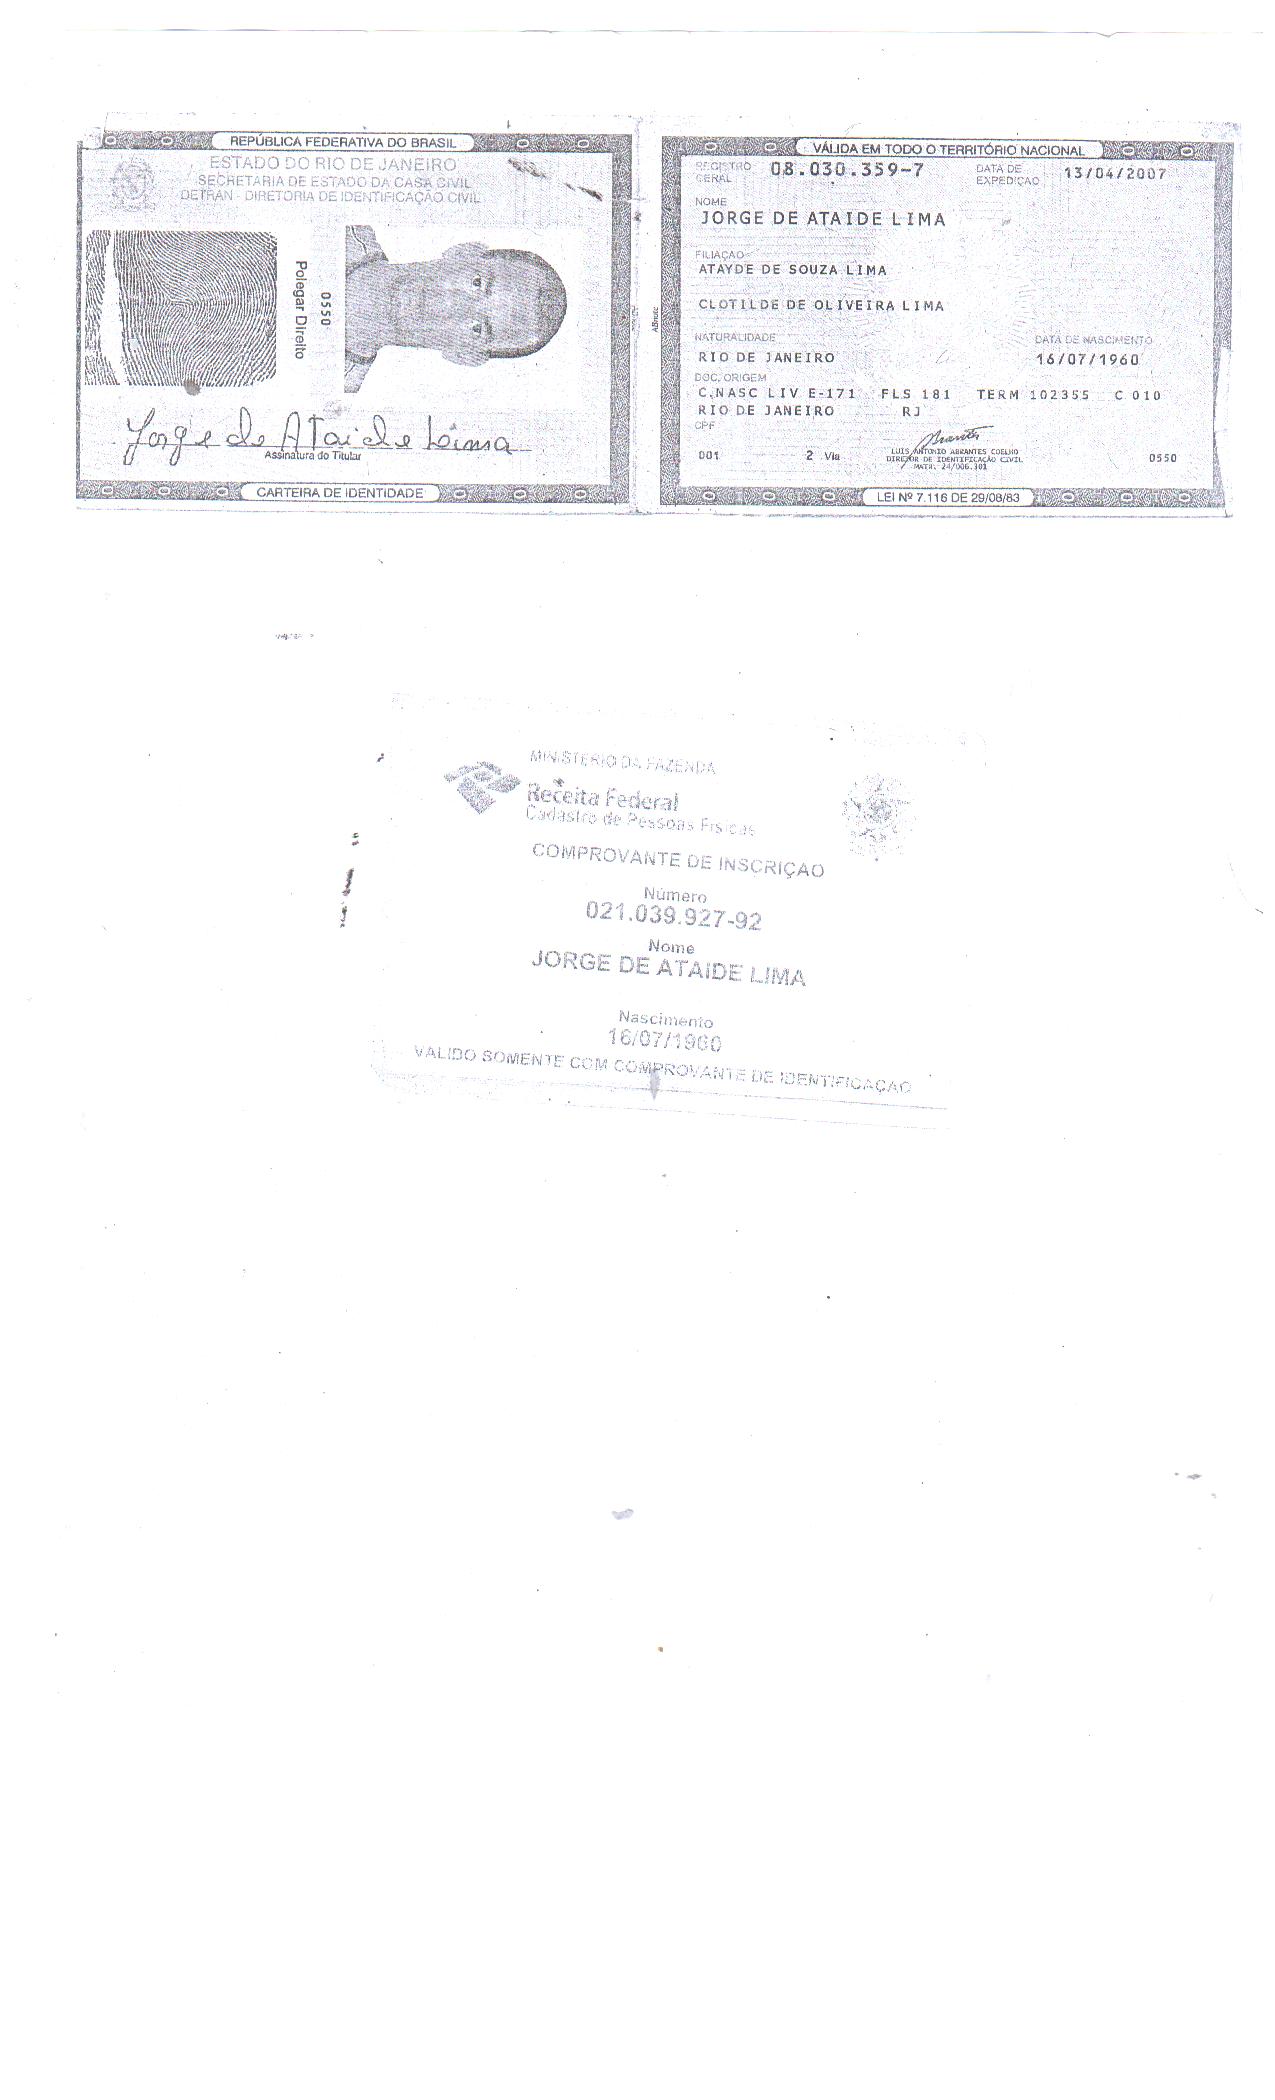 REPÚBLICA FEDERATIVA DO BRASIL
ESTADO DO RIO DE JANEIRO
SECRETARIA DE ESTADO DA CASA CIVIL
DETRAN - DIRETORIA DE IDENTIFICAÇÃO CIVIL
Polegar Direito
0550
Jorge de Ataide Lima
Assinatura do Titular
CARTEIRA DE IDENTIDADE
VÁLIDA EM TODO O TERRITÓRIO NACIONAL
REGISTRO GERAL 08.030.359-7 DATA DE EXPEDIÇÃO 13/04/2007
NOME
JORGE DE ATAIDE LIMA
FILIAÇÃO
ATAYDE DE SOUZA LIMA
CLOTILDE DE OLIVEIRA LIMA
NATURALIDADE DATA DE NASCIMENTO
RIO DE JANEIRO 16/07/1960
DOC. ORIGEM
C.NASC LIV E-171 FLS 181 TERM 102355 C 010
RIO DE JANEIRO RJ
CPF
001 2 Via 0550
Abrantes
LUIS ANTONIO ABRANTES COELHO
DIRETOR DE IDENTIFICAÇÃO CIVIL
MATR. 24/006.301
LEI Nº 7.116 DE 29/08/83
MINISTÉRIO DA FAZENDA
Receita Federal
Cadastro de Pessoas Físicas
COMPROVANTE DE INSCRIÇÃO
Número
021.039.927-92
Nome
JORGE DE ATAIDE LIMA
Nascimento
16/07/1960
VÁLIDO SOMENTE COM COMPROVANTE DE IDENTIFICAÇÃO